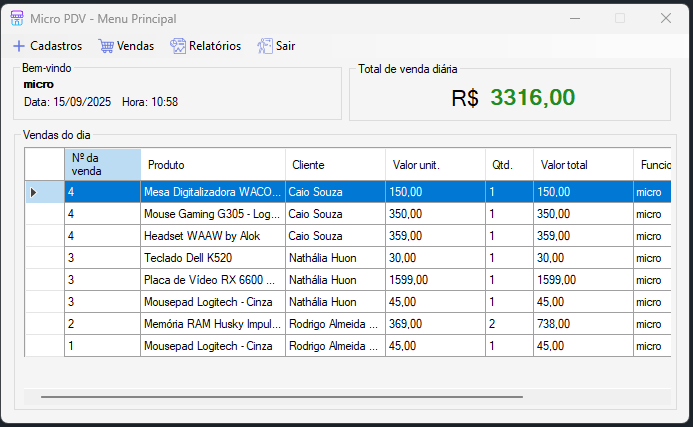 Micro PDV - Menu Principal
Cadastros Vendas Relatórios Sair
Bem-vindo
micro
Data: 15/09/2025 Hora: 10:58
Total de venda diária
R$ 3316,00
Vendas do dia
Nº da venda Produto Cliente Valor unit. Qtd. Valor total Funcio
4 Mesa Digitalizadora WACO... Caio Souza 150,00 1 150,00 micro
4 Mouse Gaming G305 - Log... Caio Souza 350,00 1 350,00 micro
4 Headset WAAW by Alok Caio Souza 359,00 1 359,00 micro
3 Teclado Dell K520 Nathália Huon 30,00 1 30,00 micro
3 Placa de Vídeo RX 6600 ... Nathália Huon 1599,00 1 1599,00 micro
3 Mousepad Logitech - Cinza Nathália Huon 45,00 1 45,00 micro
2 Memória RAM Husky Impul... Rodrigo Almeida ... 369,00 2 738,00 micro
1 Mousepad Logitech - Cinza Rodrigo Almeida ... 45,00 1 45,00 micro